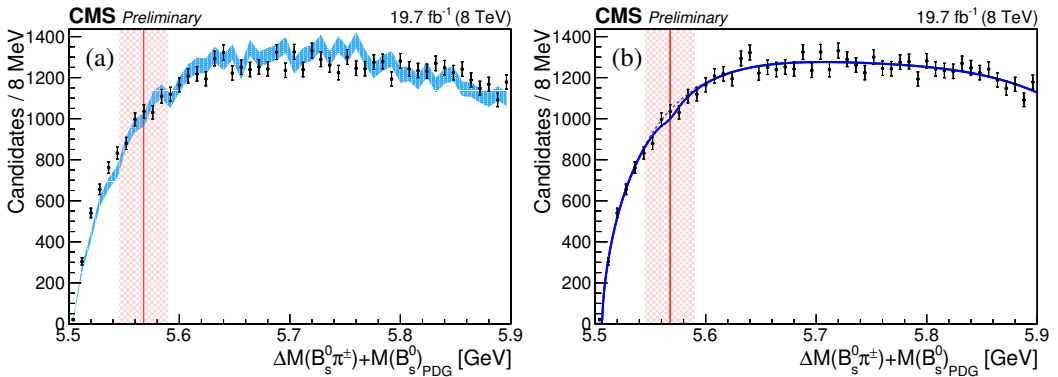 CMS Preliminary 19.7 fb⁻¹ (8 TeV)
(a)
Candidates / 8 MeV
1400
1200
1000
800
600
400
200
0
5.5 5.6 5.7 5.8 5.9
ΔM(B⁰ₛπ±)+M(B⁰ₛ)PDG [GeV]
CMS Preliminary 19.7 fb⁻¹ (8 TeV)
(b)
Candidates / 8 MeV
1400
1200
1000
800
600
400
200
0
5.5 5.6 5.7 5.8 5.9
ΔM(B⁰ₛπ±)+M(B⁰ₛ)PDG [GeV]